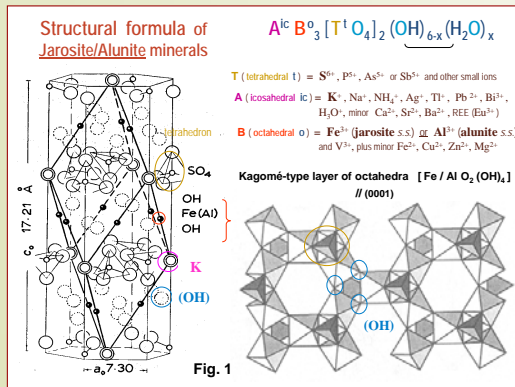 Structural formula of
Jarosite/Alunite minerals
A^ic B^o_3 [T^t O_4]_2 (OH)_6-x (H_2O)_x
T (tetrahedral t) = S^6+, P^5+, As^5+ or Sb^5+ and other small ions
A (icosahedral ic) = K^+, Na^+, NH_4^+, Ag^+, Tl^+, Pb^2+, Bi^3+,
H_3O^+, minor Ca^2+, Sr^2+, Ba^2+, REE (Eu^3+)
B (octahedral o) = Fe^3+ (jarosite s.s.) or Al^3+ (alunite s.s.)
and V^3+, plus minor Fe^2+, Cu^2+, Zn^2+, Mg^2+
tetrahedron
SO_4
OH
Fe(Al)
OH
K
(OH)
c_o 17·21 Å
a_o 7·30
Fig. 1
Kagomé-type layer of octahedra [ Fe / Al O_2 (OH)_4 ]
// (0001)
(OH)